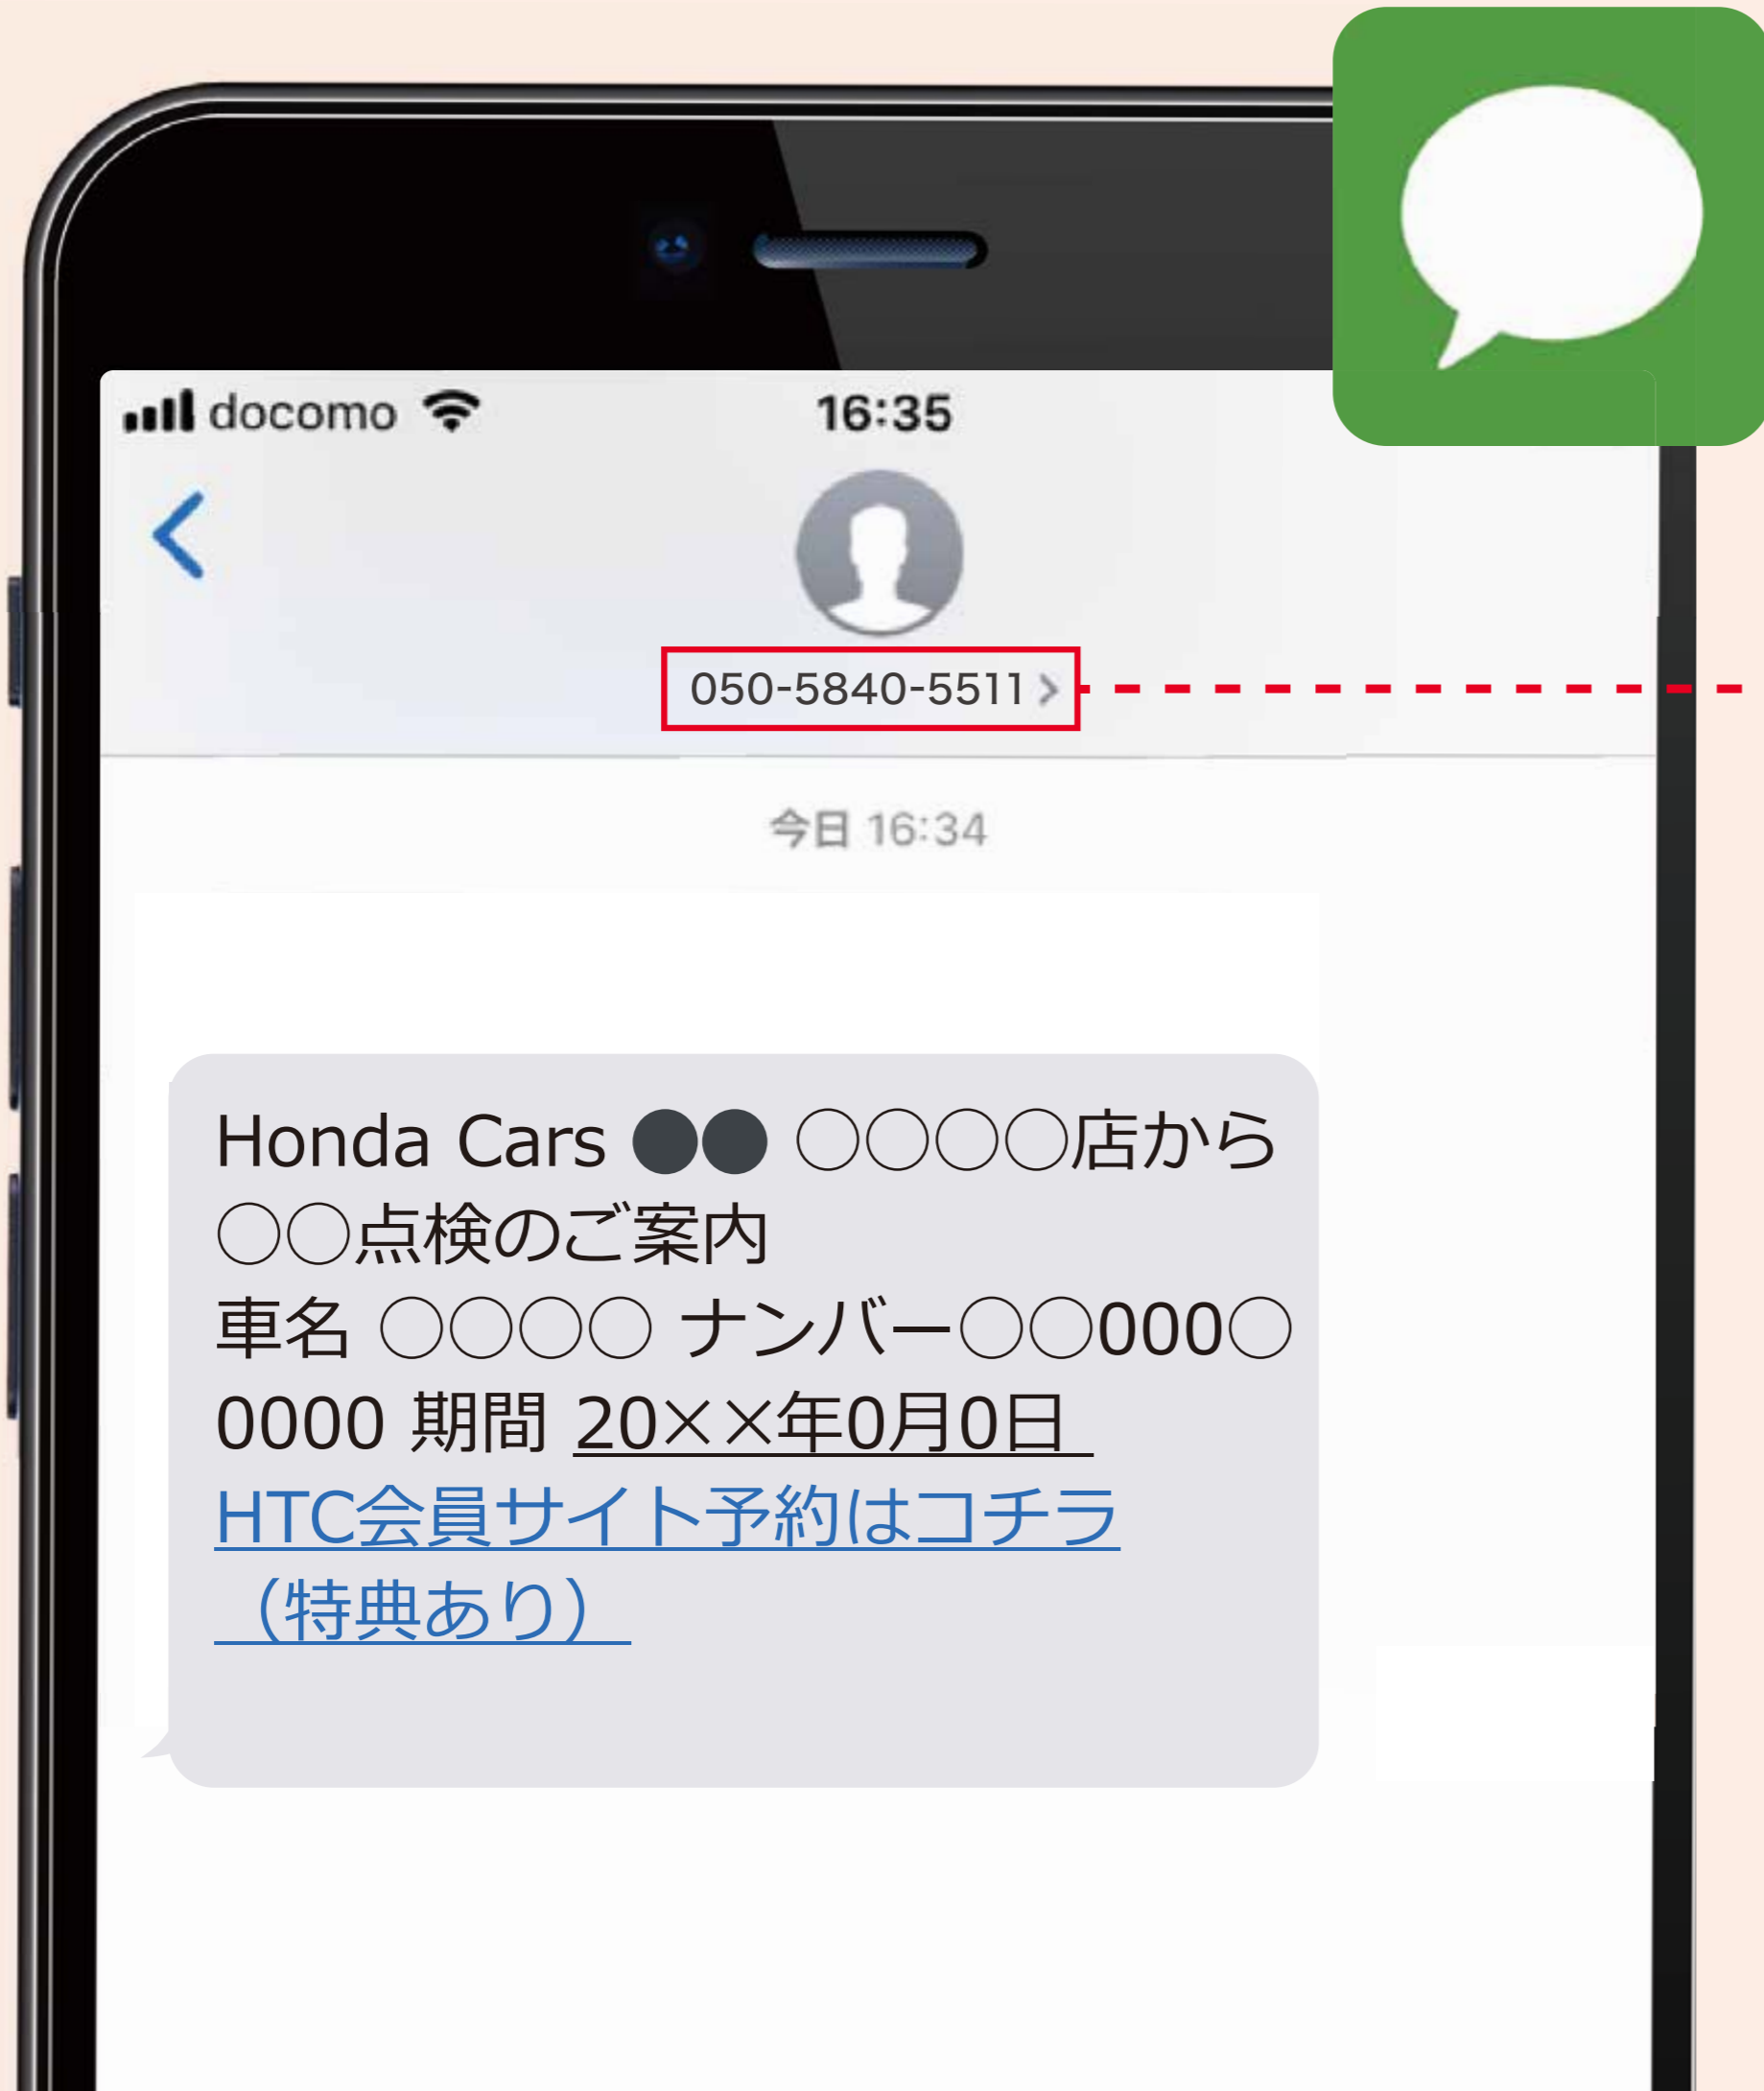 docomo
16:35
050-5840-5511
今日 16:34
Honda Cars ●● ○○○○店から
○○点検のご案内
車名 ○○○○ ナンバー○○000○
0000 期間 20××年0月0日
HTC会員サイト予約はコチラ
（特典あり）